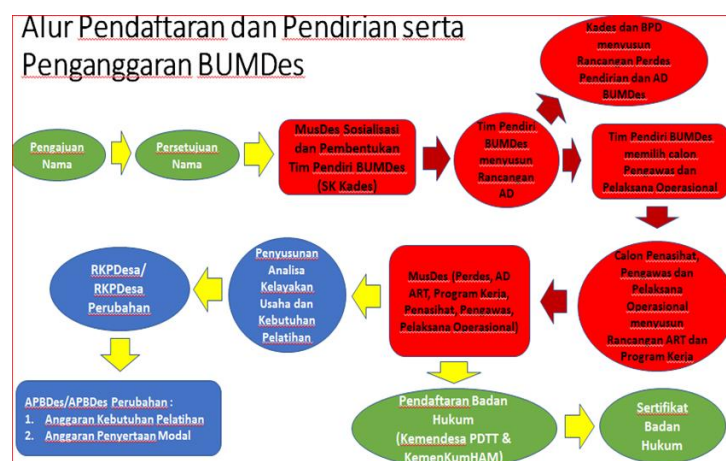 Alur Pendaftaran dan Pendirian serta
Penganggaran BUMDes
Kades dan BPD
menyusun
Rancangan Perdes
Pendirian dan AD
BUMDes
Pengajuan
Nama
Persetujuan
Nama
MusDes Sosialisasi
dan Pembentukan
Tim Pendiri BUMDes
(SK Kades)
Tim Pendiri
BUMDes
menyusun
Rancangan
AD
Tim Pendiri BUMDes
memilih calon
Pengawas dan
Pelaksana Operasional
RKPDesa/
RKPDesa
Perubahan
Penyusunan
Analisa
Kelayakan
Usaha dan
Kebutuhan
Pelatihan
MusDes (Perdes, AD
ART, Program Kerja,
Penasihat, Pengawas,
Pelaksana Operasional)
Calon Penasihat,
Pengawas dan
Pelaksana
Operasional
menyusun
Rancangan ART dan
Program Kerja
APBDes/APBDes Perubahan :
1. Anggaran Kebutuhan Pelatihan
2. Anggaran Penyertaan Modal
Pendaftaran Badan
Hukum
(Kemendesa PDTT &
KemenKumHAM)
Sertifikat
Badan
Hukum